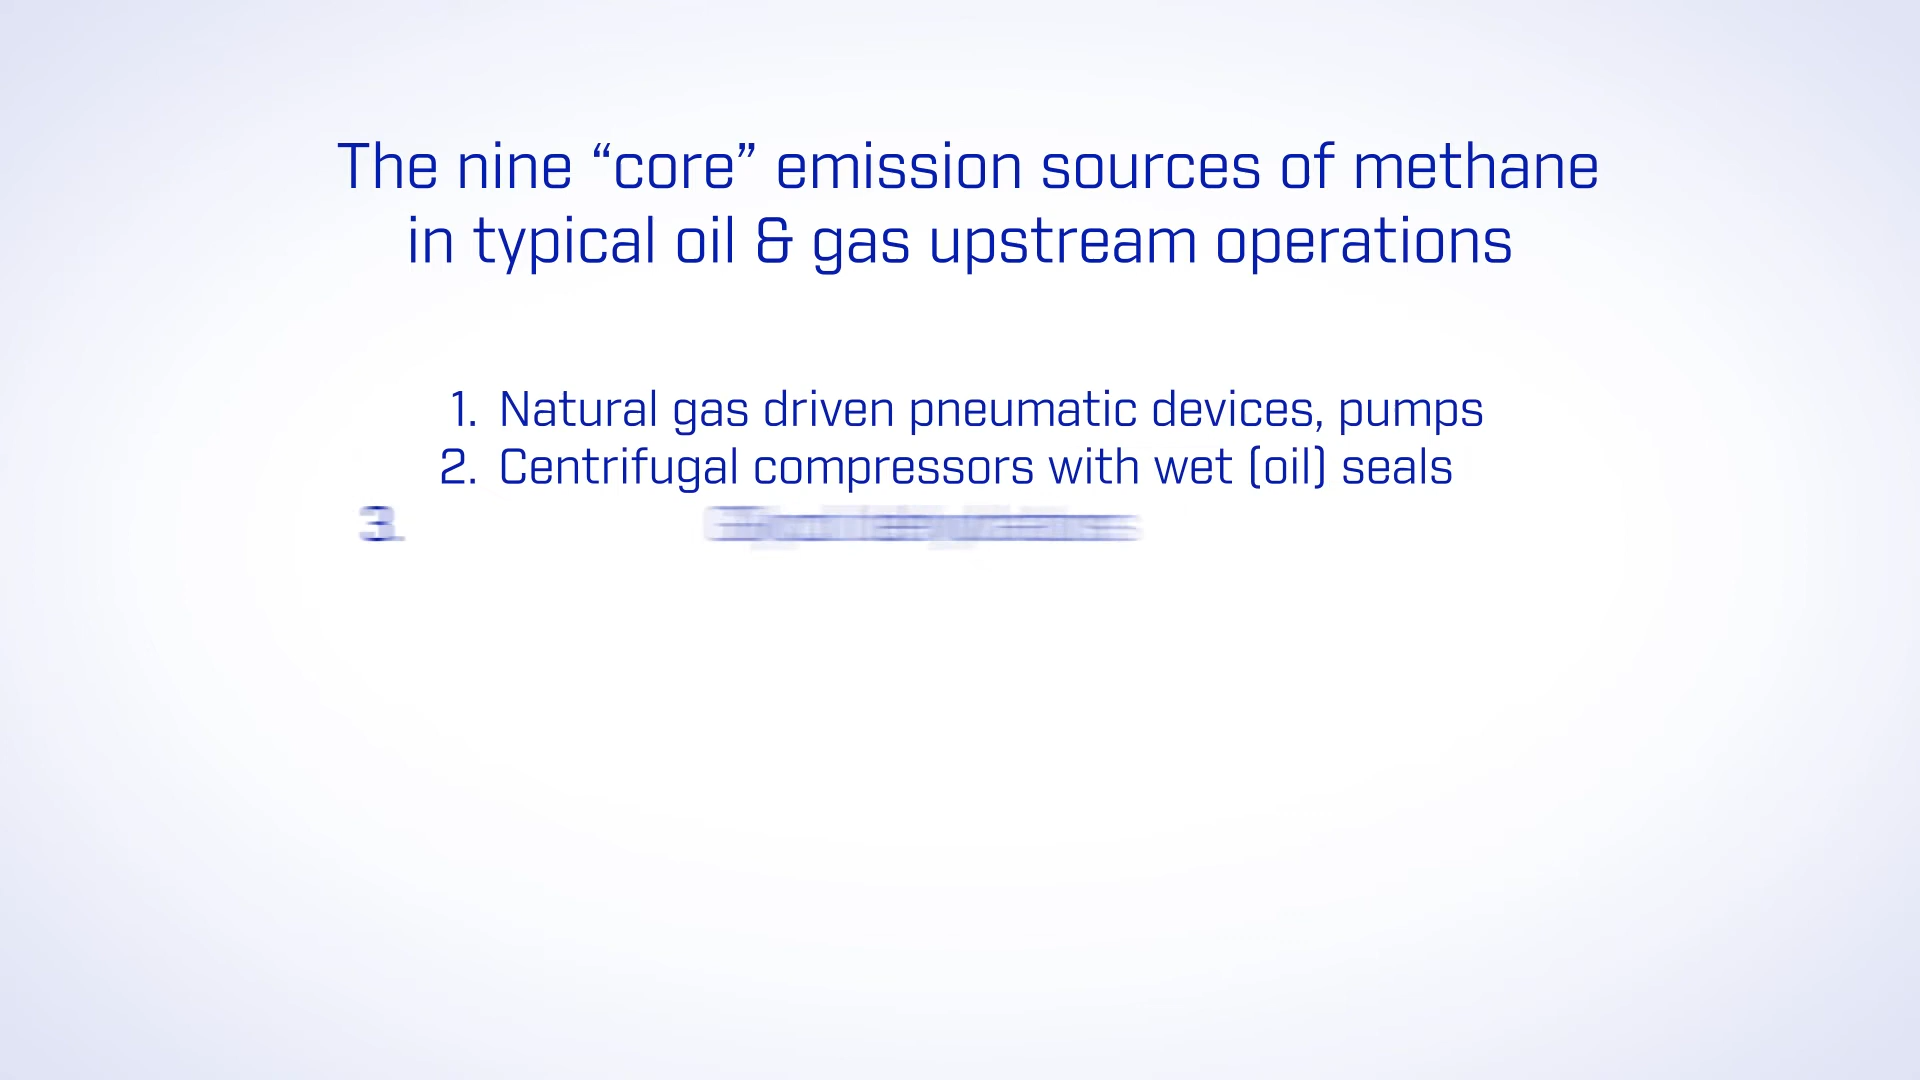 The nine “core” emission sources of methane
in typical oil & gas upstream operations
1. Natural gas driven pneumatic devices, pumps
2. Centrifugal compressors with wet (oil) seals
3.